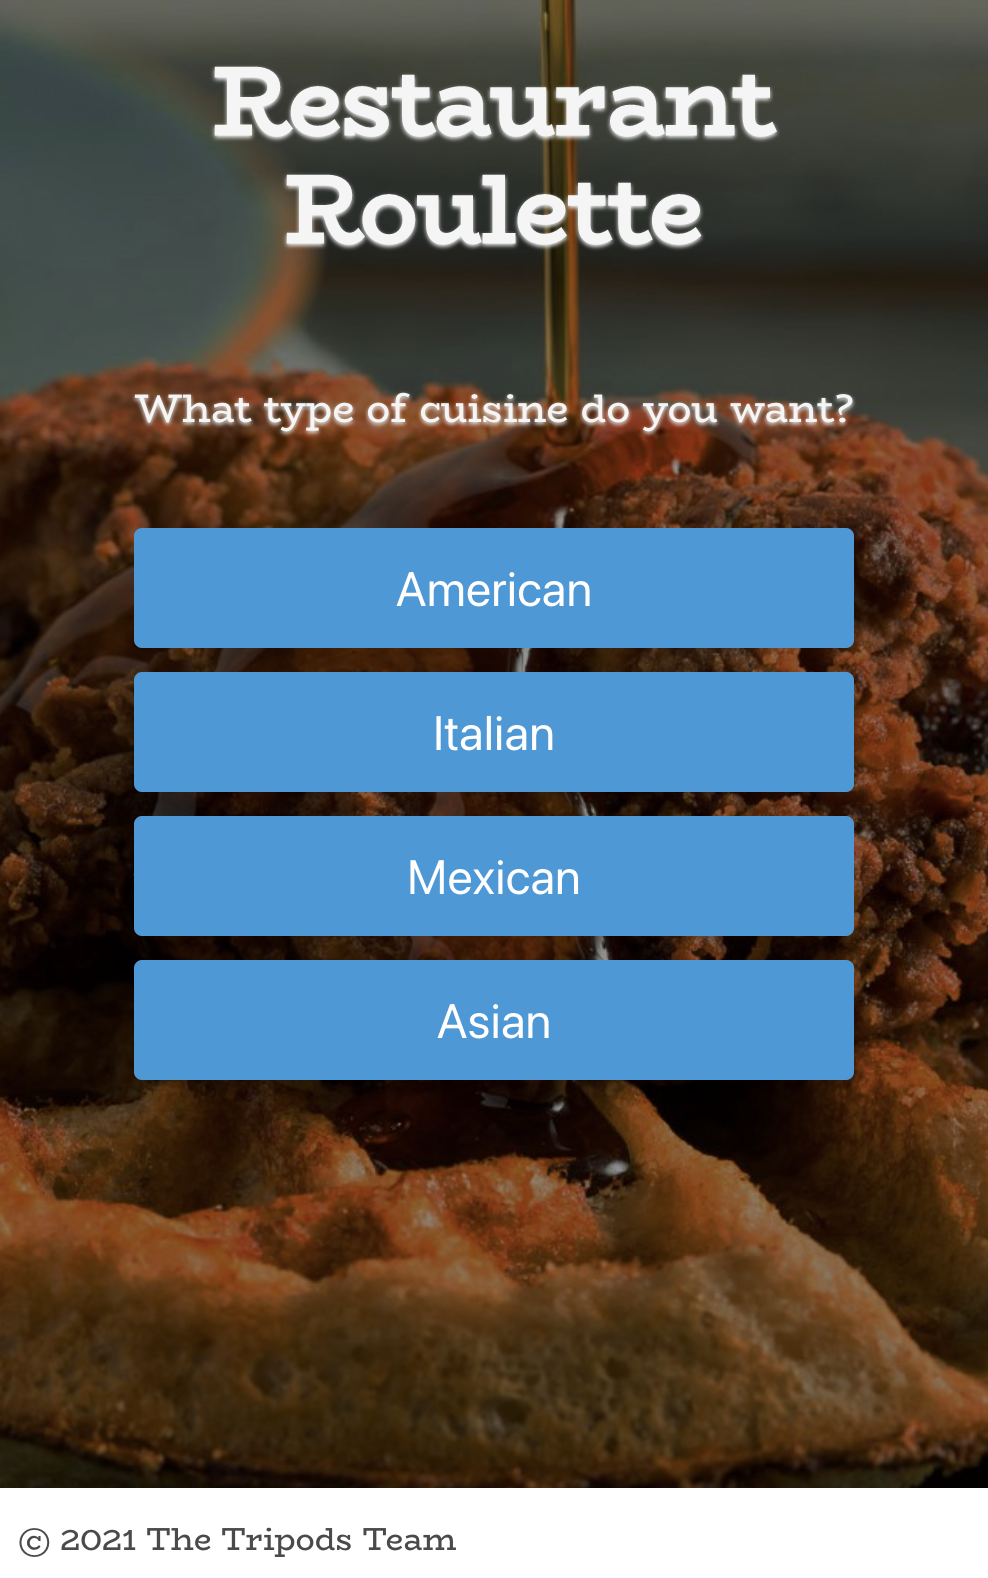 Restaurant
Roulette
What type of cuisine do you want?
American
Italian
Mexican
Asian
© 2021 The Tripods Team